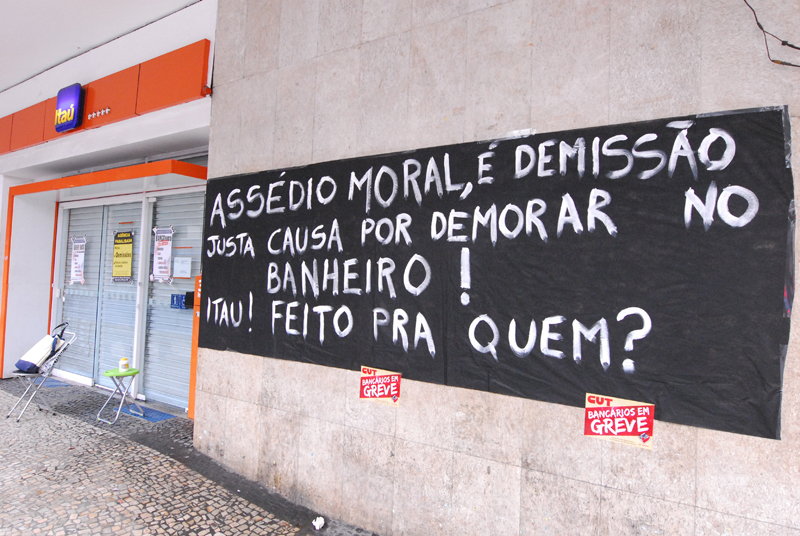 Itaú
ASSÉDIO MORAL, É DEMISSÃO
JUSTA CAUSA POR DEMORAR NO
BANHEIRO!
ITAU! FEITO PRA QUEM?
CUT
BANCÁRIOS EM
GREVE
CUT
BANCÁRIOS EM
GREVE